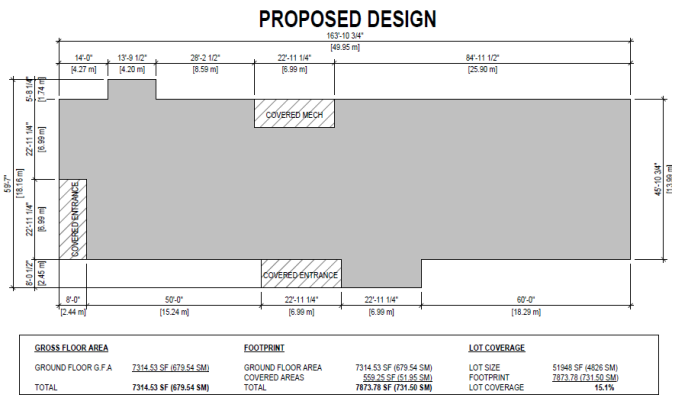 PROPOSED DESIGN
163'-10 3/4"
[49.95 m]
14'-0" 13'-9 1/2" 28'-2 1/2" 22'-11 1/4" 84'-11 1/2"
[4.27 m] [4.20 m] [8.59 m] [6.99 m] [25.90 m]
5'-8 1/4"
[1.74 m]
22'-11 1/4"
[6.99 m]
59'-7"
[18.16 m]
22'-11 1/4"
[6.99 m]
8'-0 1/2"
[2.45 m]
COVERED MECH
COVERED ENTRANCE
COVERED ENTRANCE
45'-10 3/4"
[13.99 m]
8'-0" 50'-0" 22'-11 1/4" 22'-11 1/4" 60'-0"
[2.44 m] [15.24 m] [6.99 m] [6.99 m] [18.29 m]
GROSS FLOOR AREA
GROUND FLOOR G.F.A 7314.53 SF (679.54 SM)
TOTAL 7314.53 SF (679.54 SM)
FOOTPRINT
GROUND FLOOR AREA 7314.53 SF (679.54 SM)
COVERED AREAS 559.25 SF (51.95 SM)
TOTAL 7873.78 SF (731.50 SM)
LOT COVERAGE
LOT SIZE 51948 SF (4826 SM)
FOOTPRINT 7873.78 (731.50 SM)
LOT COVERAGE 15.1%